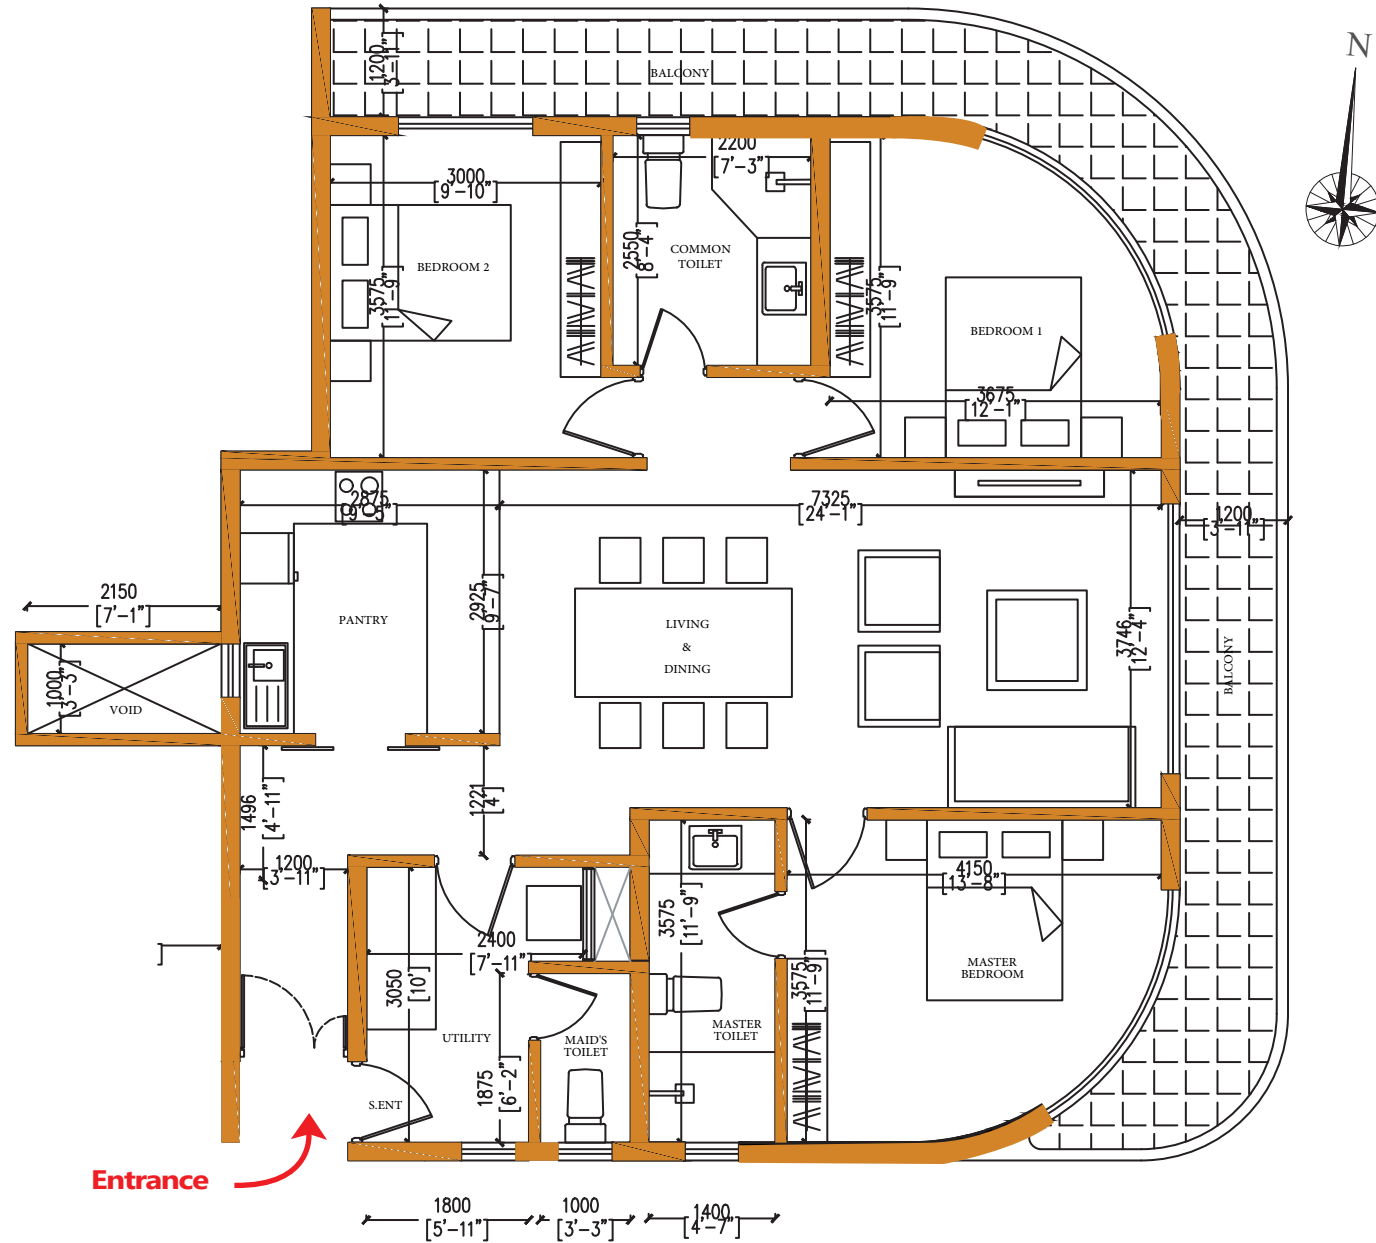 N
1200
[3'-11"]
BALCONY
2200
[7'-3"]
3000
[9'-10"]
2550
[8'-4"]
COMMON
TOILET
BEDROOM 2
3575
[11'-9"]
3575
[11'-9"]
BEDROOM 1
3675
[12'-1"]
2875
[9'-5"]
7325
[24'-1"]
1200
[3'-11"]
2150
[7'-1"]
2925
[9'-7"]
PANTRY
LIVING
&
DINING
3746
[12'-4"]
BALCONY
1000
[3'-3"]
VOID
1496
[4'-11"]
1221
[4']
1200
[3'-11"]
4150
[13'-8"]
3575
[11'-9"]
2400
[7'-11"]
]
3050
[10']
3575
[11'-9"]
MASTER
BEDROOM
UTILITY
MAID'S
TOILET
MASTER
TOILET
1875
[6'-2"]
S.ENT
Entrance
1800
[5'-11"]
1000
[3'-3"]
1400
[4'-7"]